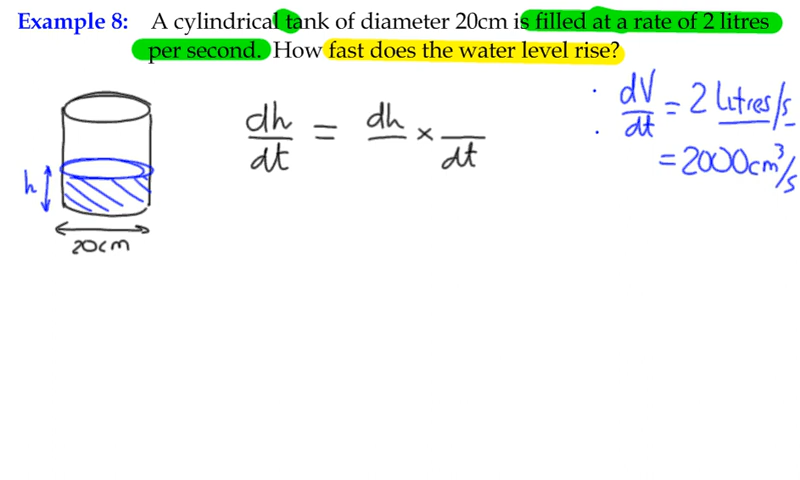 Example 8: A cylindrical tank of diameter 20cm is filled at a rate of 2 litres
per second. How fast does the water level rise?
dV/dt = 2 litres/s
= 2000cm³/s
dh/dt = dh/ × /dt
h
20cm